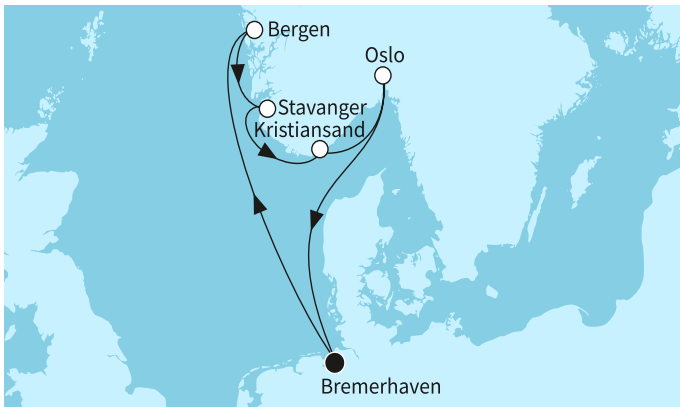 Bergen
Oslo
Stavanger
Kristiansand
Bremerhaven